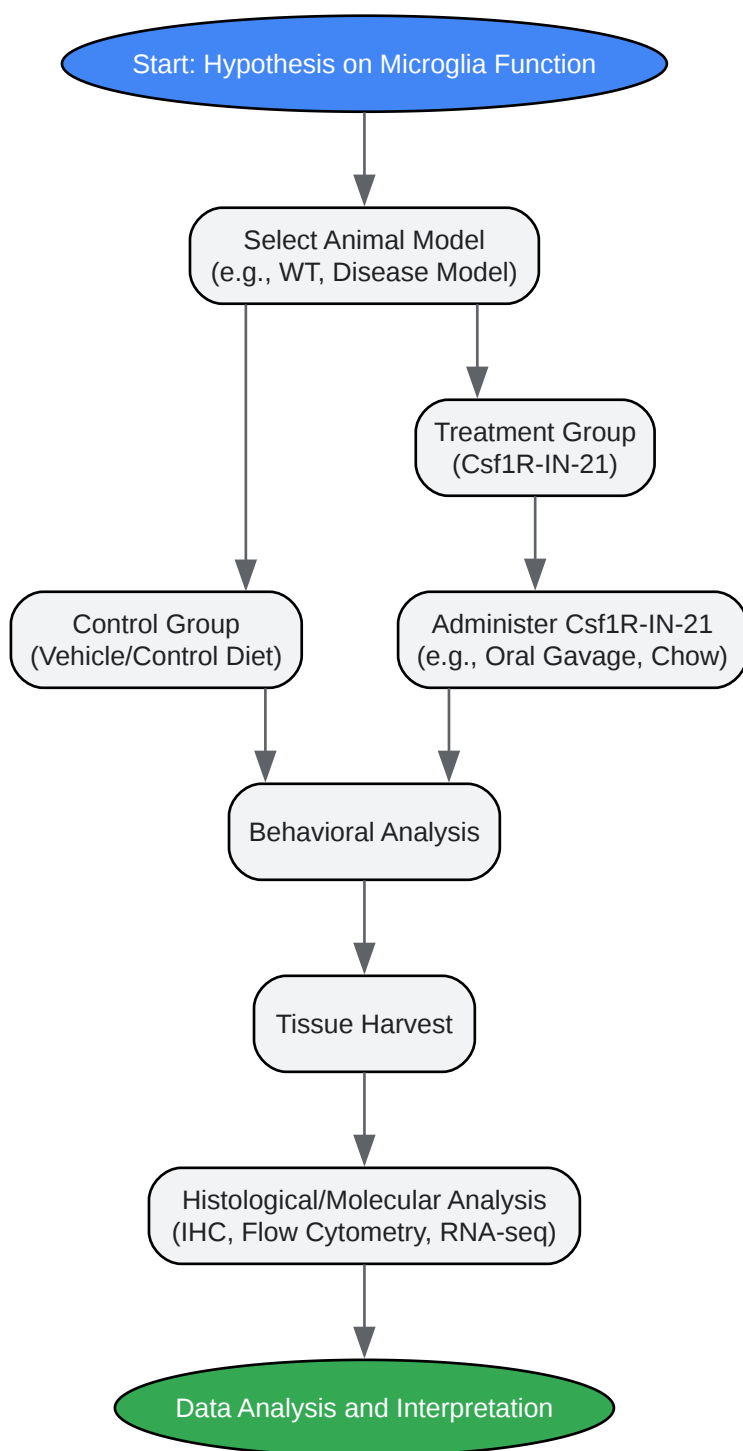 Start: Hypothesis on Microglia Function
Select Animal Model
(e.g., WT, Disease Model)
Treatment Group
(Csf1R-IN-21)
Control Group
(Vehicle/Control Diet)
Administer Csf1R-IN-21
(e.g., Oral Gavage, Chow)
Behavioral Analysis
Tissue Harvest
Histological/Molecular Analysis
(IHC, Flow Cytometry, RNA-seq)
Data Analysis and Interpretation